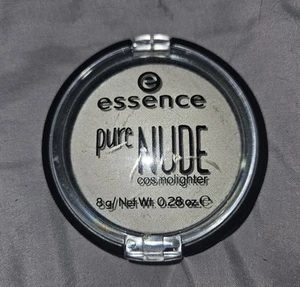 essence
pure NUDE
cosmolighter
8 g/ Net Wt. 0.28 oz. ℮